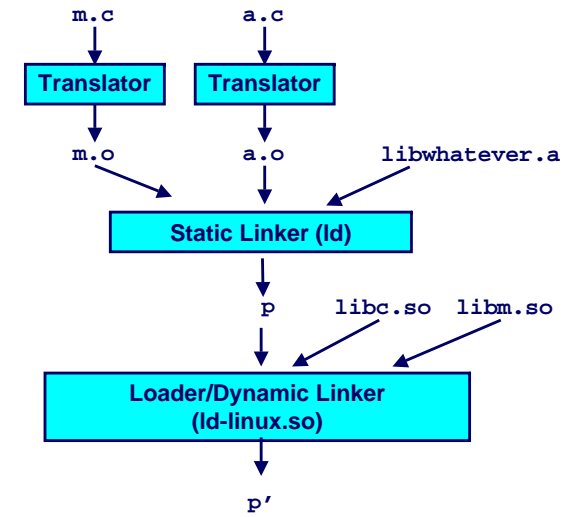 m.c a.c
Translator Translator
m.o a.o libwhatever.a
Static Linker (ld)
p libc.so libm.so
Loader/Dynamic Linker
(ld-linux.so)
p’